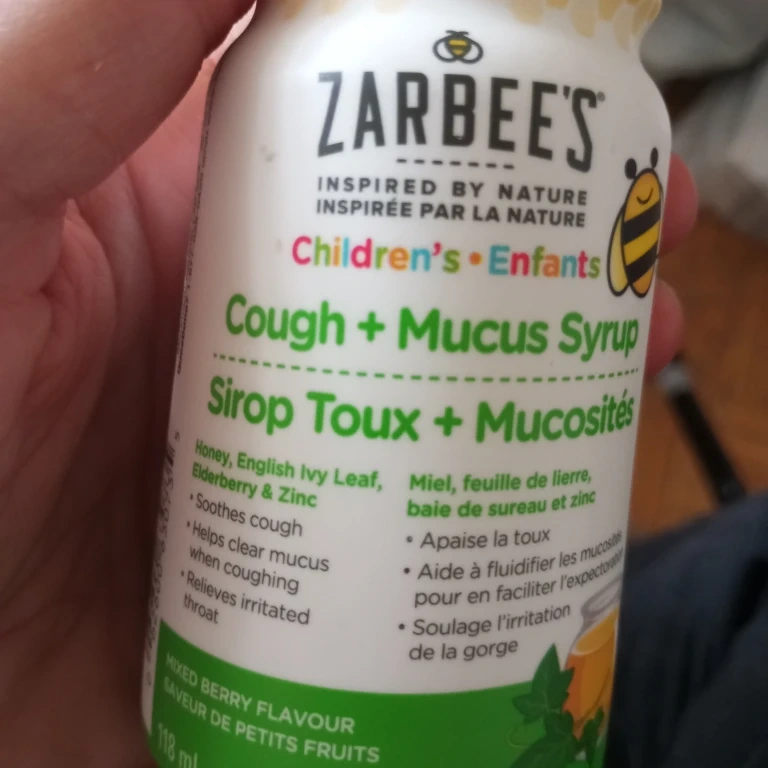 ZARBEE'S
INSPIRED BY NATURE
INSPIRÉE PAR LA NATURE
Children's • Enfants
Cough + Mucus Syrup
Sirop Toux + Mucosités
Honey, English Ivy Leaf,
Elderberry & Zinc
• Soothes cough
• Helps clear mucus
when coughing
• Relieves irritated
throat
Miel, feuille de lierre,
baie de sureau et zinc
• Apaise la toux
• Aide à fluidifier les mucosités
pour en faciliter l'expectoration
• Soulage l'irritation
de la gorge
MIXED BERRY FLAVOUR
SAVEUR DE PETITS FRUITS
118 ml